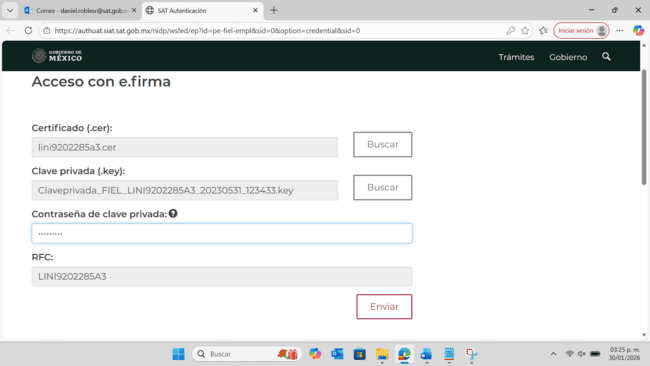 Correo - daniel.roblesr@sat.gob.m
SAT Autenticación
https://authuat.siat.sat.gob.mx/nidp/wsfed/ep?id=pe-fiel-empl&sid=0&option=credential&sid=0
Iniciar sesión
GOBIERNO DE
MÉXICO
Trámites
Gobierno
Acceso con e.firma
Certificado (.cer):
lini9202285a3.cer
Buscar
Clave privada (.key):
Claveprivada_FIEL_LINI9202285A3_20230531_123433.key
Buscar
Contraseña de clave privada:
•••••••••
RFC:
LINI9202285A3
Enviar
Buscar
03:25 p. m.
30/01/2026